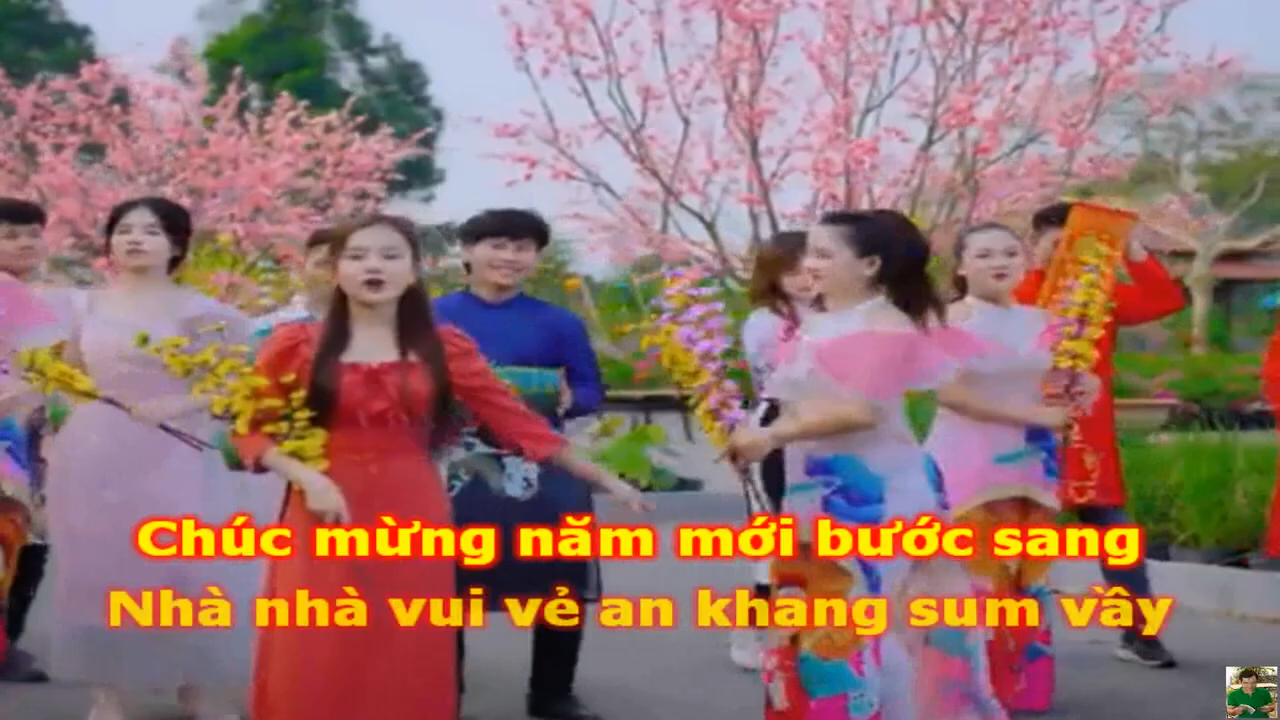 Chúc mừng năm mới bước sang
Nhà nhà vui vẻ an khang sum vầy